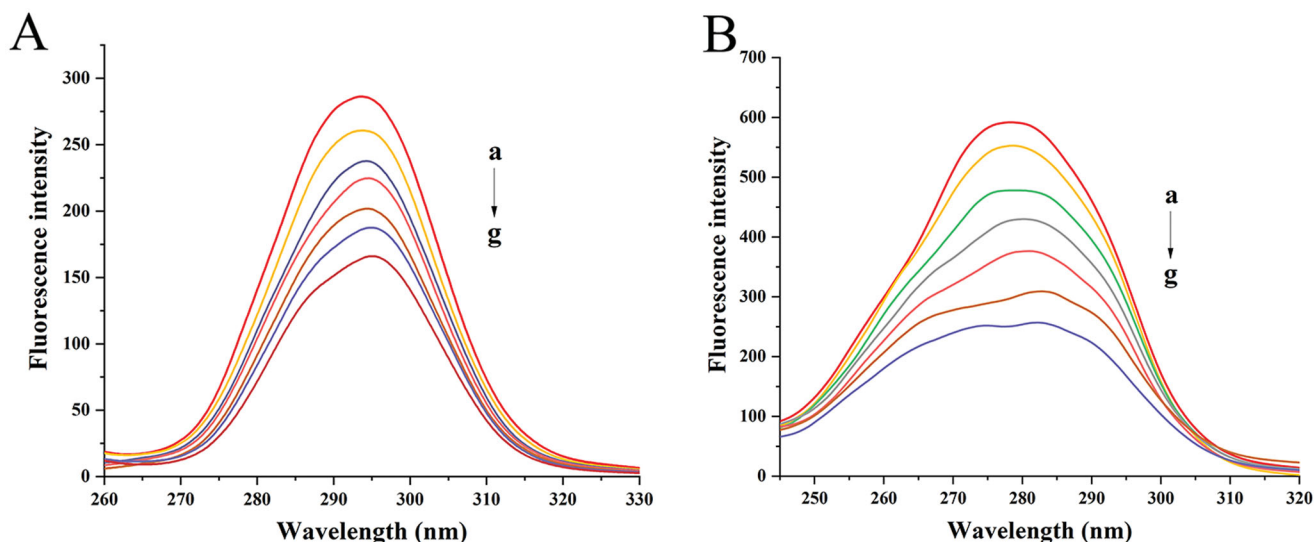 A
Fluorescence intensity
300
250
200
150
100
50
0
a
g
260 270 280 290 300 310 320 330
Wavelength (nm)
B
Fluorescence intensity
700
600
500
400
300
200
100
0
a
g
250 260 270 280 290 300 310 320
Wavelength (nm)